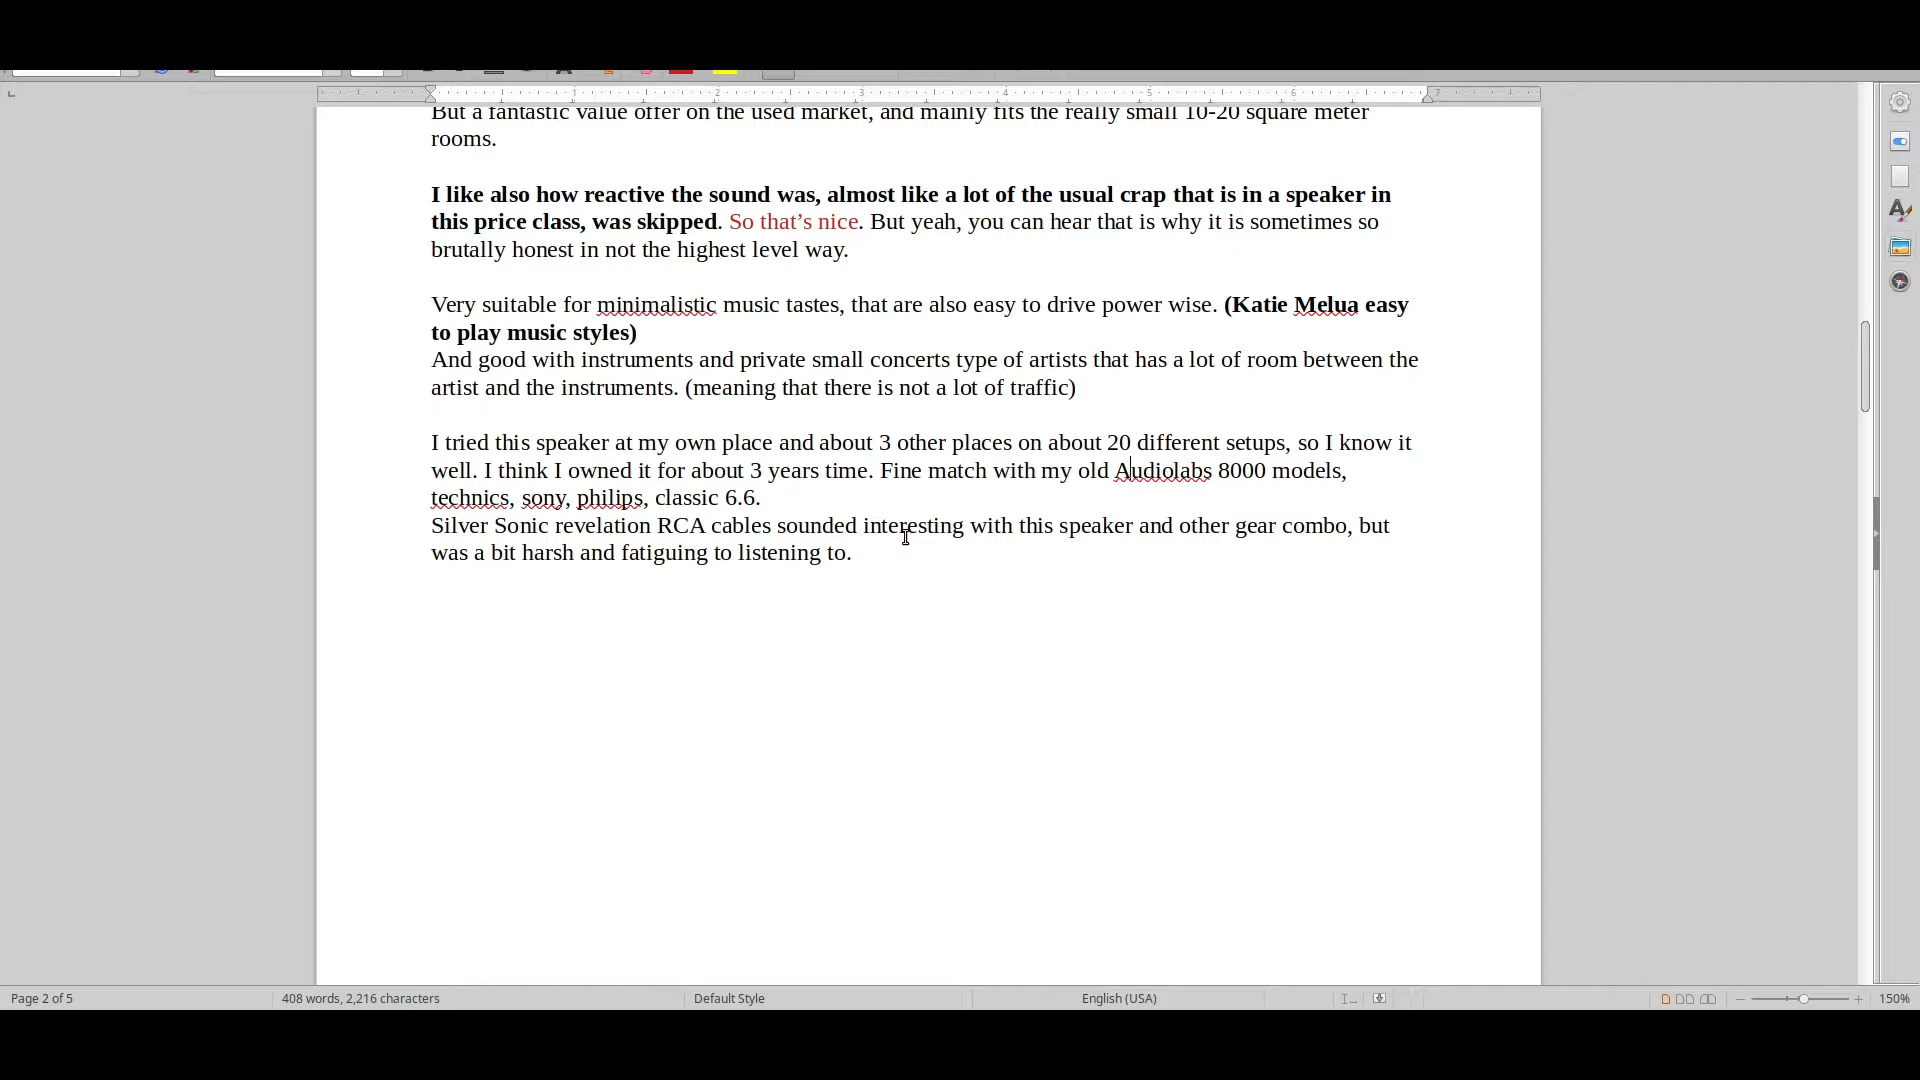 But a fantastic value offer on the used market, and mainly fits the really small 10-20 square meter
rooms.
I like also how reactive the sound was, almost like a lot of the usual crap that is in a speaker in
this price class, was skipped. So that’s nice. But yeah, you can hear that is why it is sometimes so
brutally honest in not the highest level way.
Very suitable for minimalistic music tastes, that are also easy to drive power wise. (Katie Melua easy
to play music styles)
And good with instruments and private small concerts type of artists that has a lot of room between the
artist and the instruments. (meaning that there is not a lot of traffic)
I tried this speaker at my own place and about 3 other places on about 20 different setups, so I know it
well. I think I owned it for about 3 years time. Fine match with my old Audiolabs 8000 models,
technics, sony, philips, classic 6.6.
Silver Sonic revelation RCA cables sounded interesting with this speaker and other gear combo, but
was a bit harsh and fatiguing to listening to.
Page 2 of 5 408 words, 2,216 characters Default Style English (USA) 150%